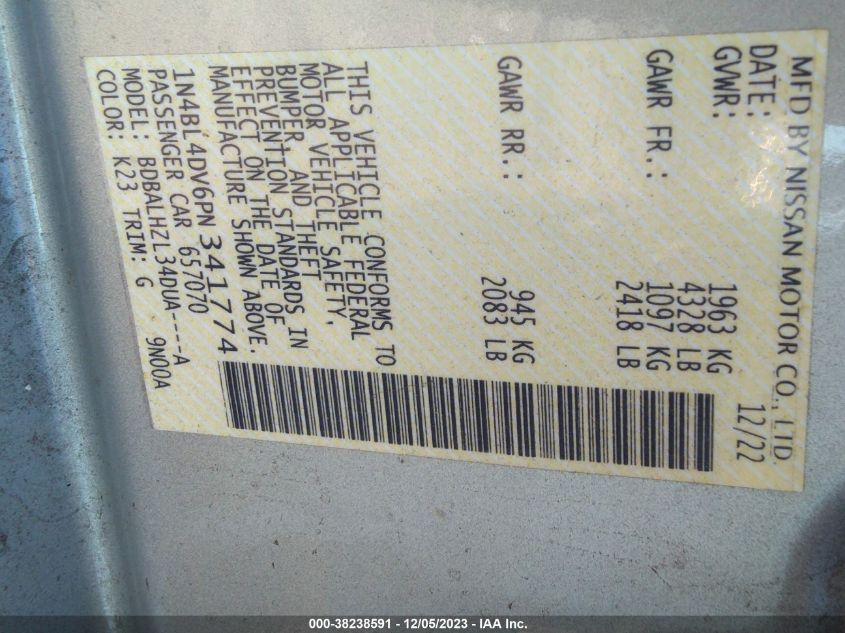 MFD BY NISSAN MOTOR CO., LTD.
DATE: 12/22
GVWR: 1963 KG
4328 LB
GAWR FR.: 1097 KG
2418 LB
GAWR RR.: 945 KG
2083 LB
THIS VEHICLE CONFORMS TO
ALL APPLICABLE FEDERAL
MOTOR VEHICLE SAFETY,
BUMPER, AND THEFT
PREVENTION STANDARDS IN
EFFECT ON THE DATE OF
MANUFACTURE SHOWN ABOVE.
1N4BL4DV6PN341774
PASSENGER CAR 657070
MODEL: BDBALHZL34DUA----A
COLOR: K23 TRIM: G 9N00A
000-38238591 - 12/05/2023 - IAA Inc.